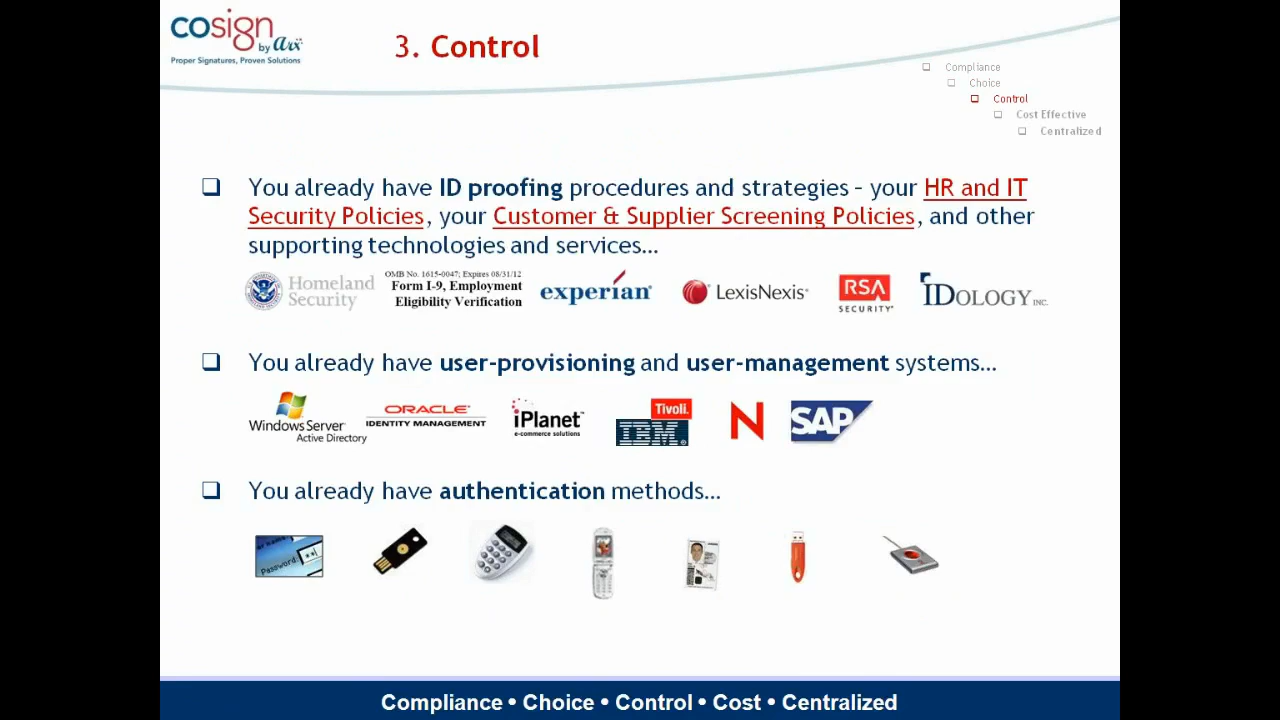 cosign
by arx
Proper Signatures, Proven Solutions
3. Control
Compliance
Choice
Control
Cost Effective
Centralized
You already have ID proofing procedures and strategies – your HR and IT
Security Policies, your Customer & Supplier Screening Policies, and other
supporting technologies and services…
Homeland
Security
OMB No. 1615-0047; Expires 08/31/12
Form I-9, Employment
Eligibility Verification
experian
LexisNexis
RSA
SECURITY
IDOLOGY INC.
You already have user-provisioning and user-management systems…
Windows Server
Active Directory
ORACLE
IDENTITY MANAGEMENT
iPlanet
e-commerce solutions
Tivoli.
IBM
N
SAP
You already have authentication methods…
Password:
Compliance • Choice • Control • Cost • Centralized